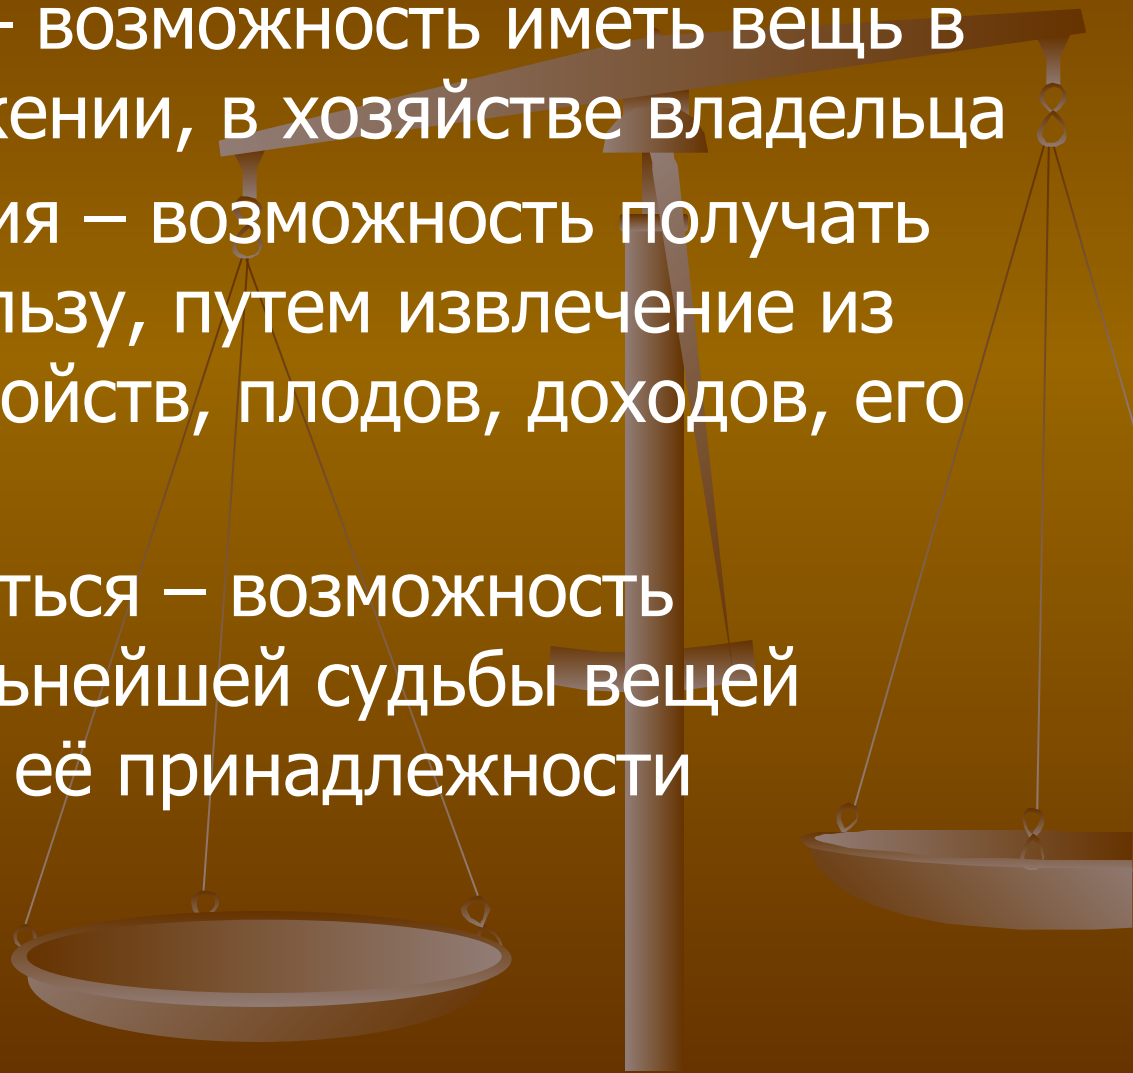 – возможность иметь вещь в
жении, в хозяйстве владельца
ия – возможность получать
льзу, путем извлечение из
ойств, плодов, доходов, его
ться – возможность
ьнейшей судьбы вещей
её принадлежности